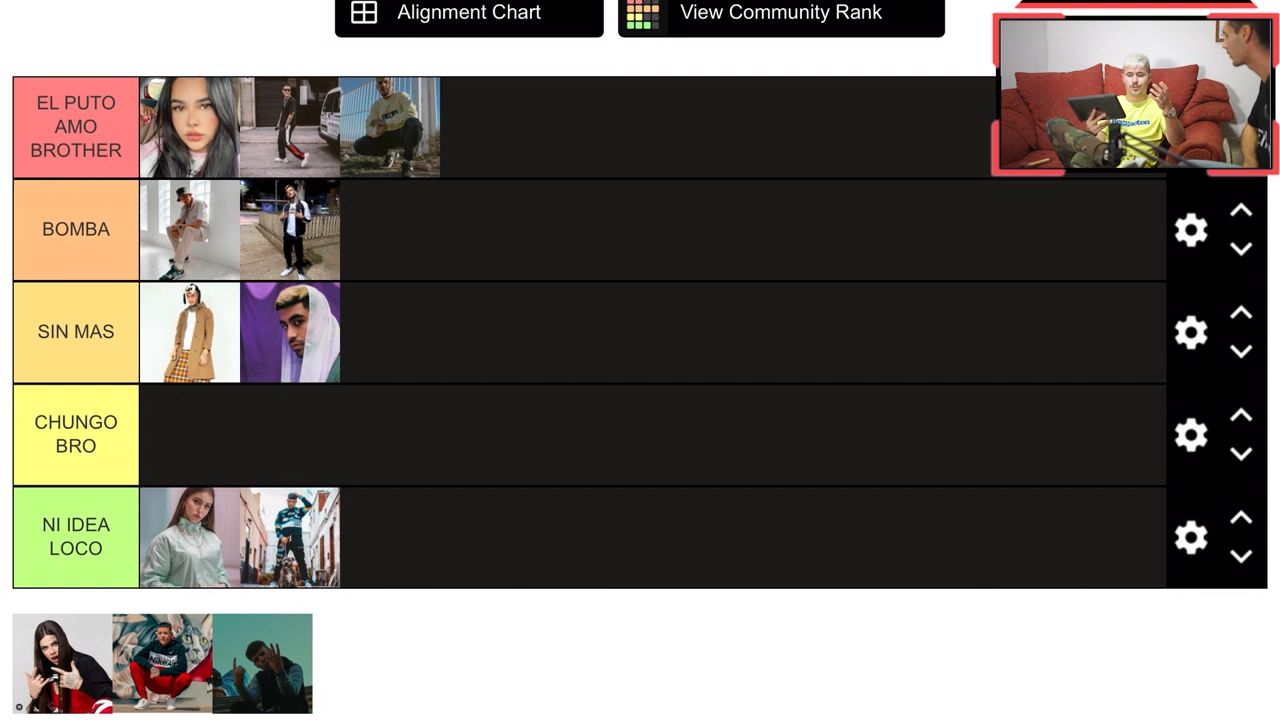 Alignment Chart
View Community Rank
EL PUTO
AMO
BROTHER
BOMBA
SIN MAS
CHUNGO
BRO
NI IDEA
LOCO